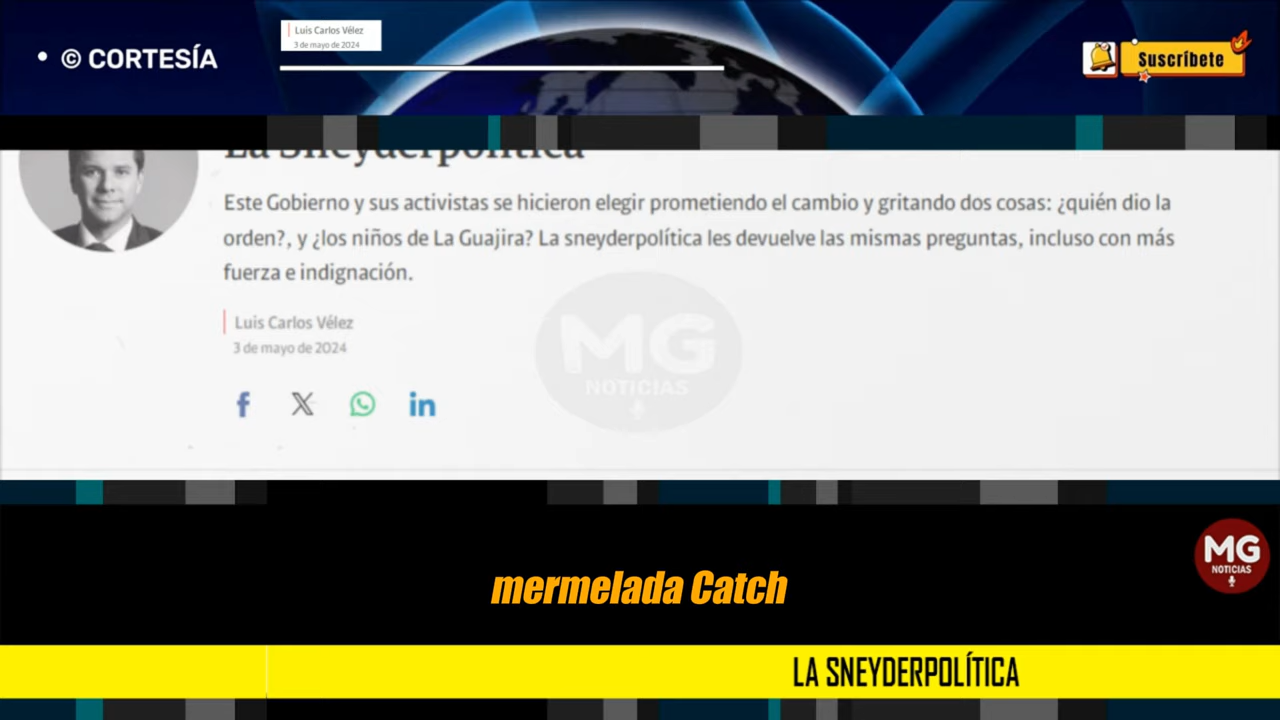 © CORTESÍA
Luis Carlos Vélez
3 de mayo de 2024
Suscríbete
La Sneyderpolítica
Este Gobierno y sus activistas se hicieron elegir prometiendo el cambio y gritando dos cosas: ¿quién dio la
orden?, y ¿los niños de La Guajira? La sneyderpolítica les devuelve las mismas preguntas, incluso con más
fuerza e indignación.
Luis Carlos Vélez
3 de mayo de 2024
MG
NOTICIAS
mermelada Catch
MG
NOTICIAS
LA SNEYDERPOLÍTICA